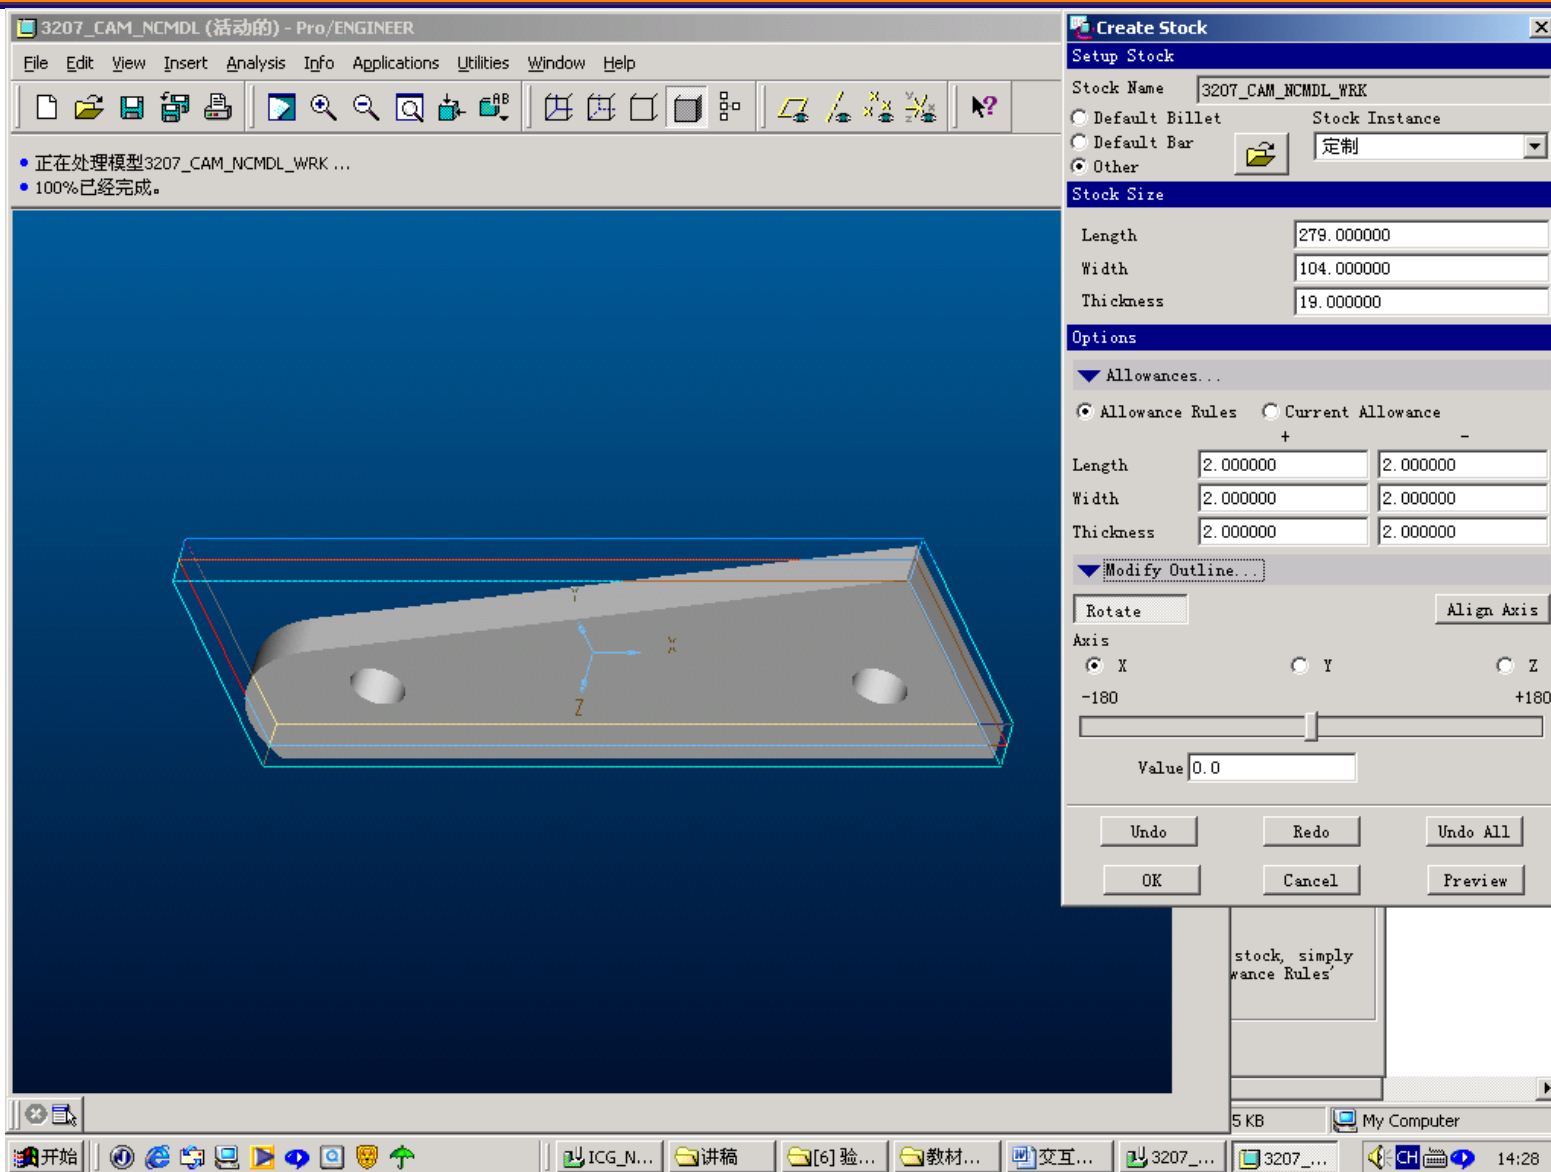 3207_CAM_NCMDL (活动的) - Pro/ENGINEER
File Edit View Insert Analysis Info Applications Utilities Window Help
• 正在处理模型3207_CAM_NCMDL_WRK ...
• 100%已经完成。
Y
X
Z
Create Stock
Setup Stock
Stock Name 3207_CAM_NCMDL_WRK
Default Billet Stock Instance
Default Bar 定制
Other
Stock Size
Length 279.000000
Width 104.000000
Thickness 19.000000
Options
Allowances...
Allowance Rules Current Allowance
+ -
Length 2.000000 2.000000
Width 2.000000 2.000000
Thickness 2.000000 2.000000
Modify Outline...
Rotate Align Axis
Axis
X Y Z
-180 +180
Value 0.0
Undo Redo Undo All
OK Cancel Preview
stock, simply
wance Rules'
5 KB My Computer
开始 ICG_N... 讲稿 [6] 验... 教材... 交互... 3207_... 3207_... CH 14:28